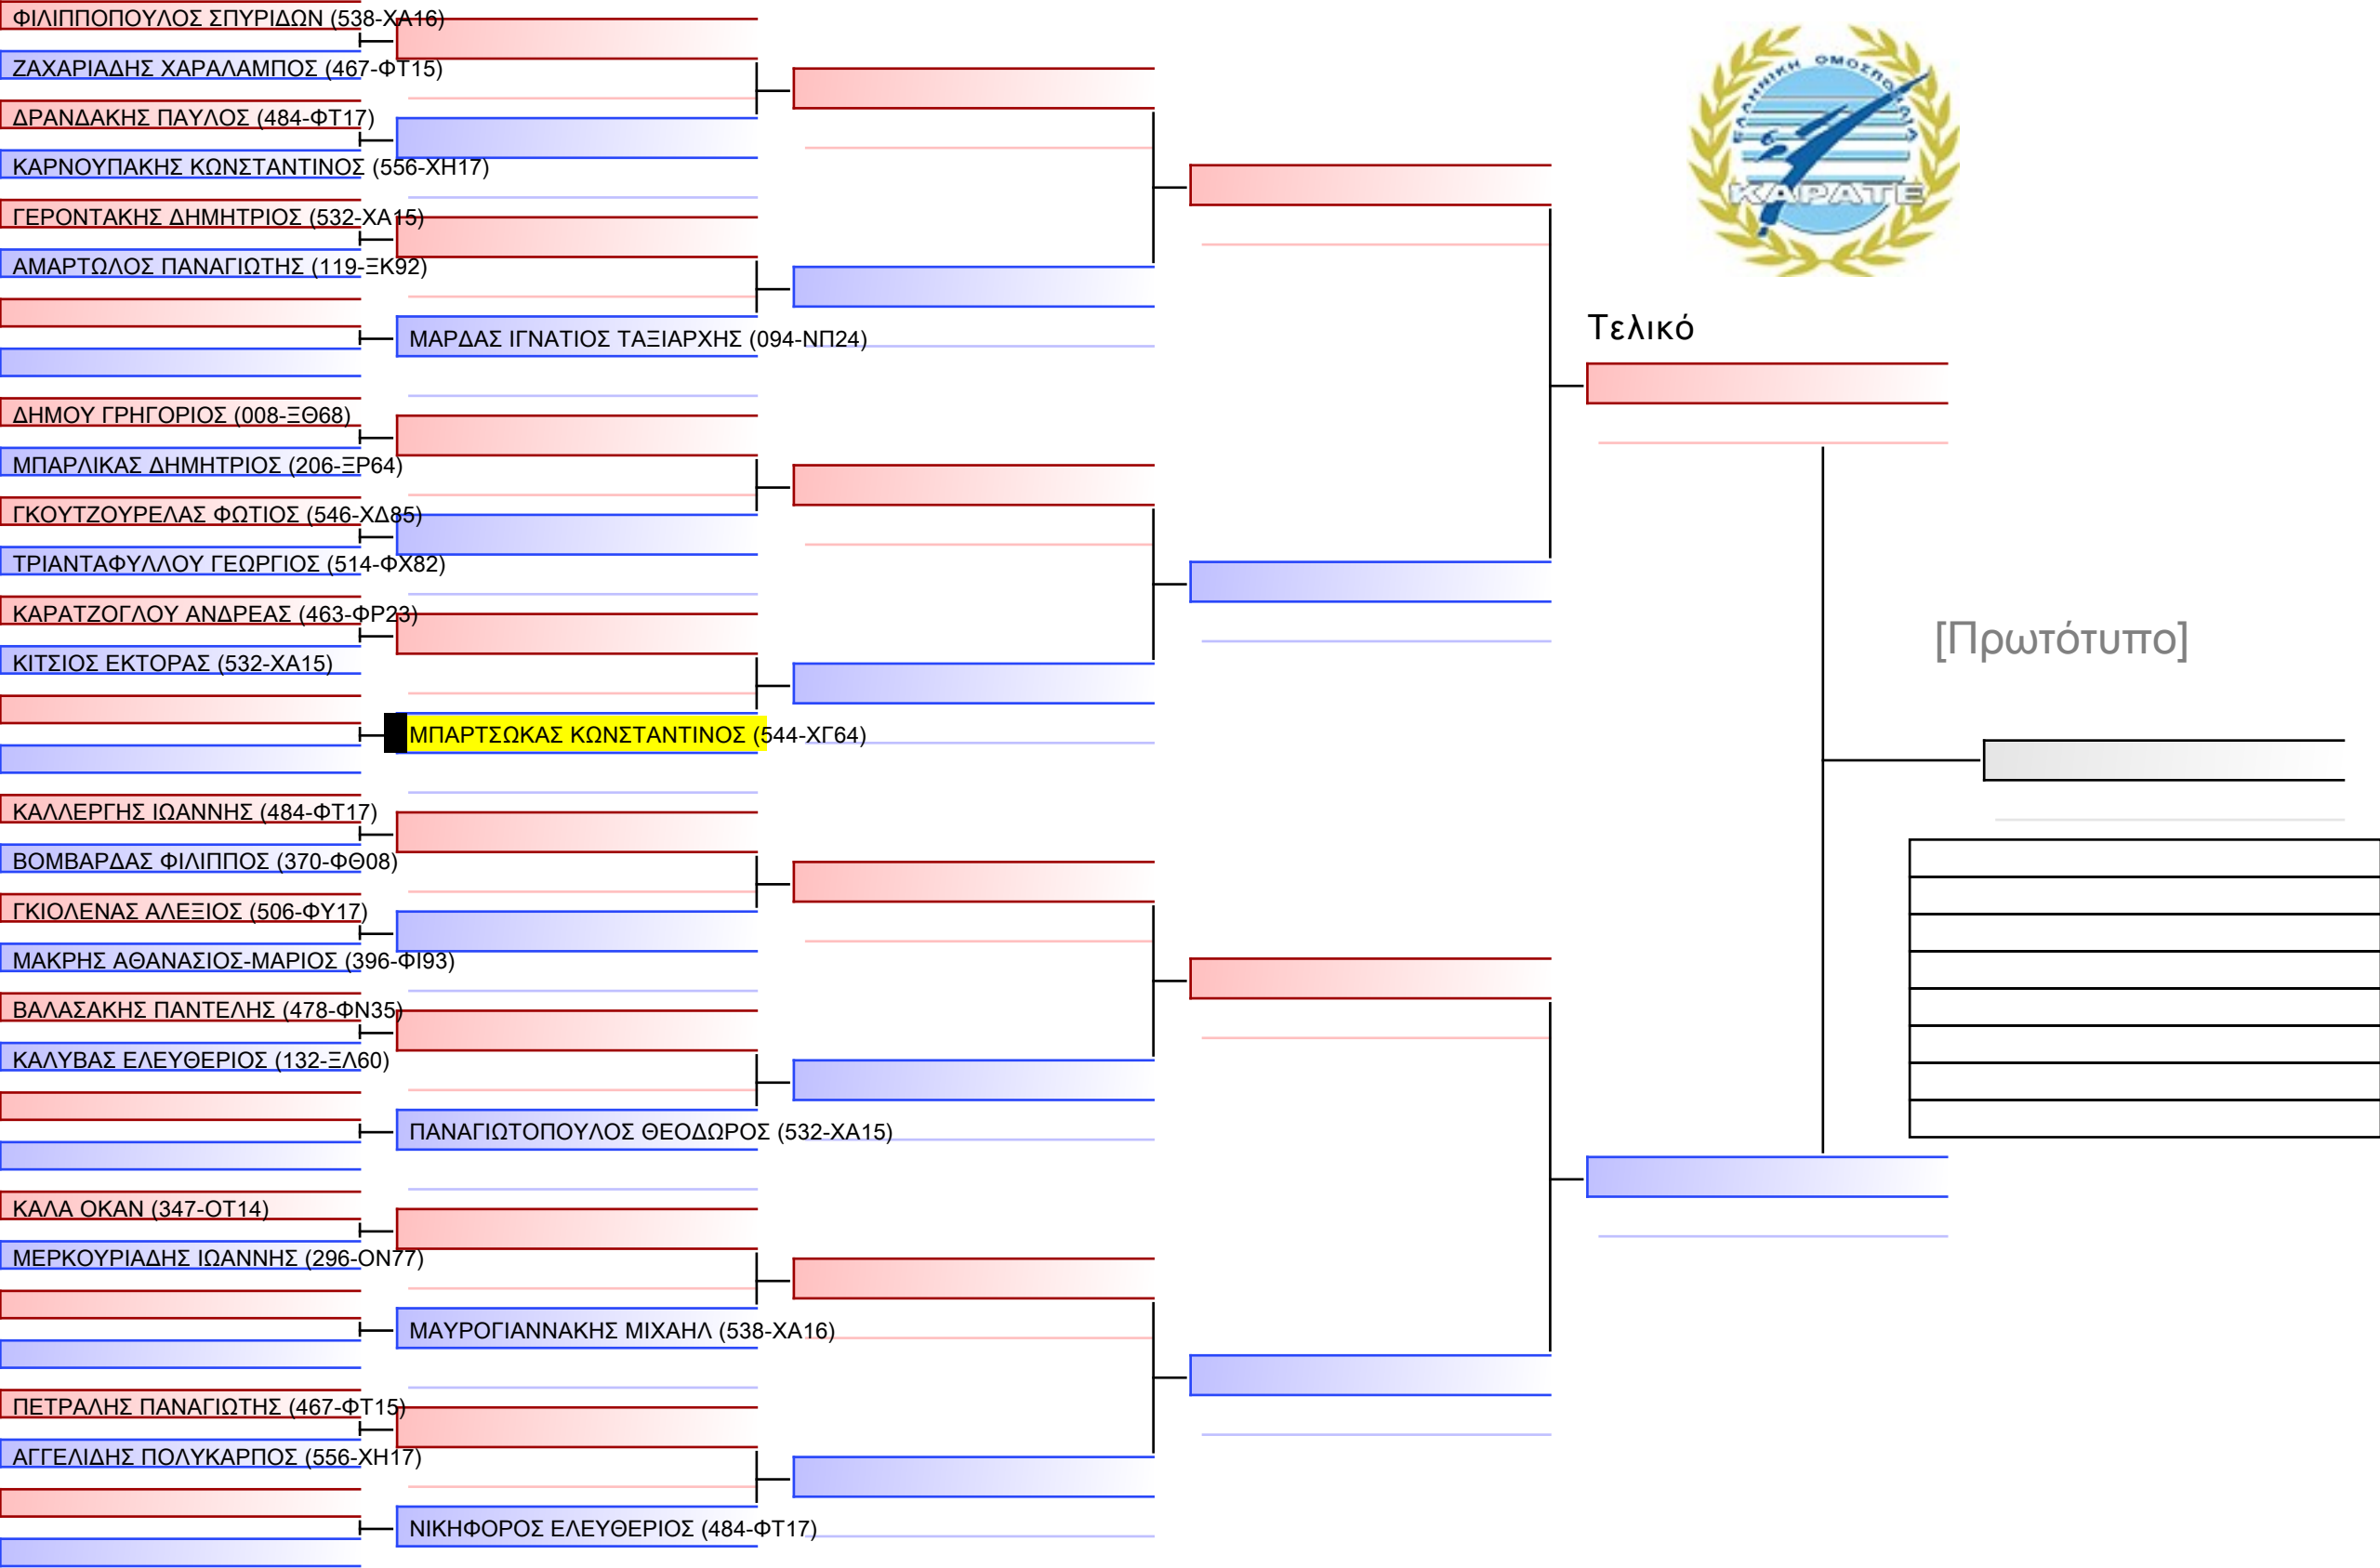 ΦΙΛΙΠΠΟΠΟΥΛΟΣ ΣΠΥΡΙΔΩΝ (538-ΧΑ16)
ΖΑΧΑΡΙΑΔΗΣ ΧΑΡΑΛΑΜΠΟΣ (467-ΦΤ15)
ΔΡΑΝΔΑΚΗΣ ΠΑΥΛΟΣ (484-ΦΤ17)
ΚΑΡΝΟΥΠΑΚΗΣ ΚΩΝΣΤΑΝΤΙΝΟΣ (556-ΧΗ17)
ΓΕΡΟΝΤΑΚΗΣ ΔΗΜΗΤΡΙΟΣ (532-ΧΑ15)
ΑΜΑΡΤΩΛΟΣ ΠΑΝΑΓΙΩΤΗΣ (119-ΞΚ92)
ΜΑΡΔΑΣ ΙΓΝΑΤΙΟΣ ΤΑΞΙΑΡΧΗΣ (094-ΝΠ24)
ΔΗΜΟΥ ΓΡΗΓΟΡΙΟΣ (008-ΞΘ68)
ΜΠΑΡΛΙΚΑΣ ΔΗΜΗΤΡΙΟΣ (206-ΞΡ64)
ΓΚΟΥΤΖΟΥΡΕΛΑΣ ΦΩΤΙΟΣ (546-ΧΔ85)
ΤΡΙΑΝΤΑΦΥΛΛΟΥ ΓΕΩΡΓΙΟΣ (514-ΦΧ82)
ΚΑΡΑΤΖΟΓΛΟΥ ΑΝΔΡΕΑΣ (463-ΦΡ23)
ΚΙΤΣΙΟΣ ΕΚΤΟΡΑΣ (532-ΧΑ15)
ΜΠΑΡΤΣΩΚΑΣ ΚΩΝΣΤΑΝΤΙΝΟΣ (544-ΧΓ64)
ΚΑΛΛΕΡΓΗΣ ΙΩΑΝΝΗΣ (484-ΦΤ17)
ΒΟΜΒΑΡΔΑΣ ΦΙΛΙΠΠΟΣ (370-ΦΘ08)
ΓΚΙΟΛΕΝΑΣ ΑΛΕΞΙΟΣ (506-ΦΥ17)
ΜΑΚΡΗΣ ΑΘΑΝΑΣΙΟΣ-ΜΑΡΙΟΣ (396-ΦΙ93)
ΒΑΛΑΣΑΚΗΣ ΠΑΝΤΕΛΗΣ (478-ΦΝ35)
ΚΑΛΥΒΑΣ ΕΛΕΥΘΕΡΙΟΣ (132-ΞΛ60)
ΠΑΝΑΓΙΩΤΟΠΟΥΛΟΣ ΘΕΟΔΩΡΟΣ (532-ΧΑ15)
ΚΑΛΑ ΟΚΑΝ (347-ΟΤ14)
ΜΕΡΚΟΥΡΙΑΔΗΣ ΙΩΑΝΝΗΣ (296-ΟΝ77)
ΜΑΥΡΟΓΙΑΝΝΑΚΗΣ ΜΙΧΑΗΛ (538-ΧΑ16)
ΠΕΤΡΑΛΗΣ ΠΑΝΑΓΙΩΤΗΣ (467-ΦΤ15)
ΑΓΓΕΛΙΔΗΣ ΠΟΛΥΚΑΡΠΟΣ (556-ΧΗ17)
ΝΙΚΗΦΟΡΟΣ ΕΛΕΥΘΕΡΙΟΣ (484-ΦΤ17)
ΕΛΛΗΝΙΚΗ ΟΜΟΣΠΟΝΔΙΑ
ΚΑΡΑΤΕ
Τελικό
[Πρωτότυπο]